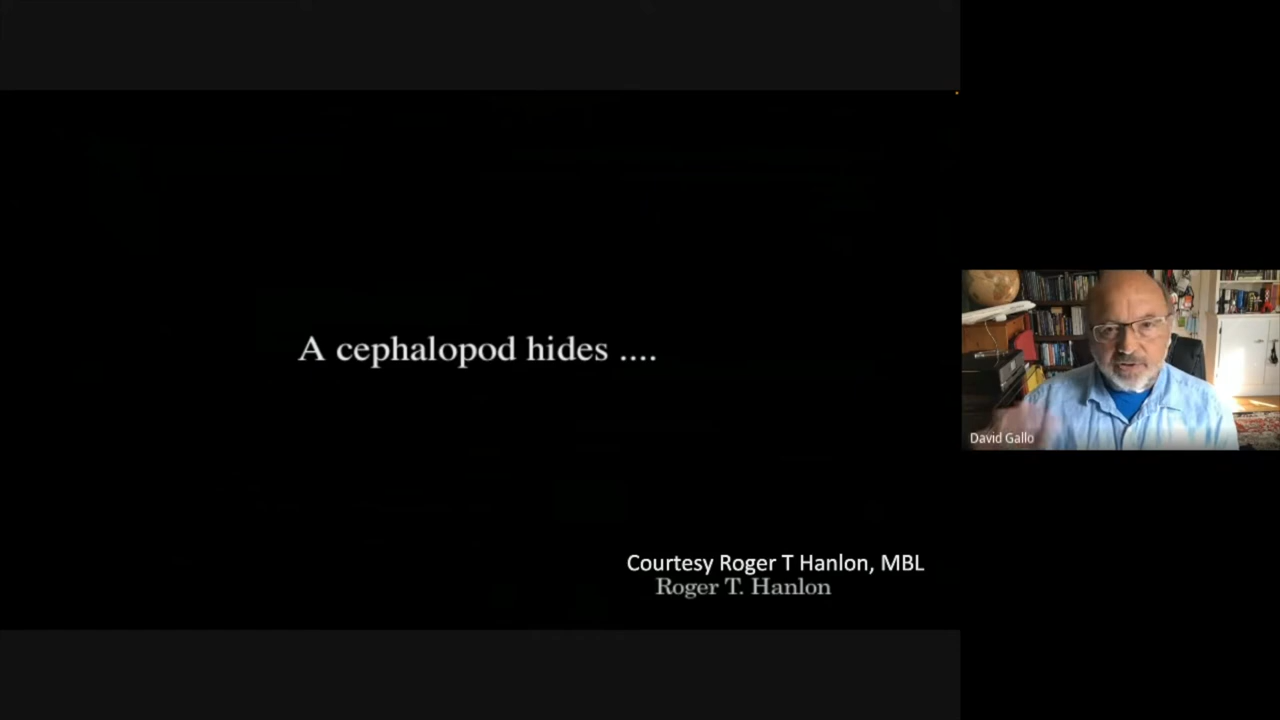 A cephalopod hides ....
Courtesy Roger T Hanlon, MBL
Roger T. Hanlon
David Gallo